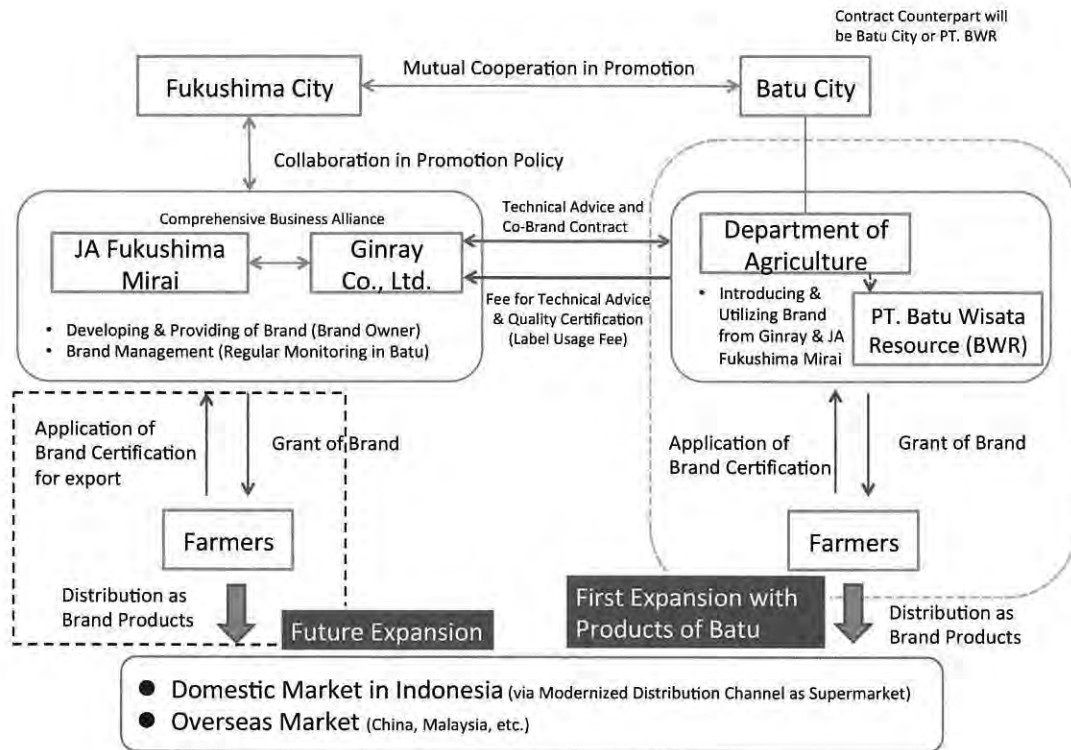 Contract Counterpart will
be Batu City or PT. BWR
Fukushima City
Mutual Cooperation in Promotion
Batu City
Collaboration in Promotion Policy
Comprehensive Business Alliance
JA Fukushima
Mirai
Ginray
Co., Ltd.
• Developing & Providing of Brand (Brand Owner)
• Brand Management (Regular Monitoring in Batu)
Technical Advice and
Co-Brand Contract
Fee for Technical Advice
& Quality Certification
(Label Usage Fee)
Department of
Agriculture
• Introducing &
Utilizing Brand
from Ginray & JA
Fukushima Mirai
PT. Batu Wisata
Resource (BWR)
Application of
Brand Certification
for export
Grant of Brand
Application of
Brand Certification
Grant of Brand
Farmers
Farmers
Distribution as
Brand Products
Future Expansion
First Expansion with
Products of Batu
Distribution as
Brand Products
● Domestic Market in Indonesia (via Modernized Distribution Channel as Supermarket)
● Overseas Market (China, Malaysia, etc.)